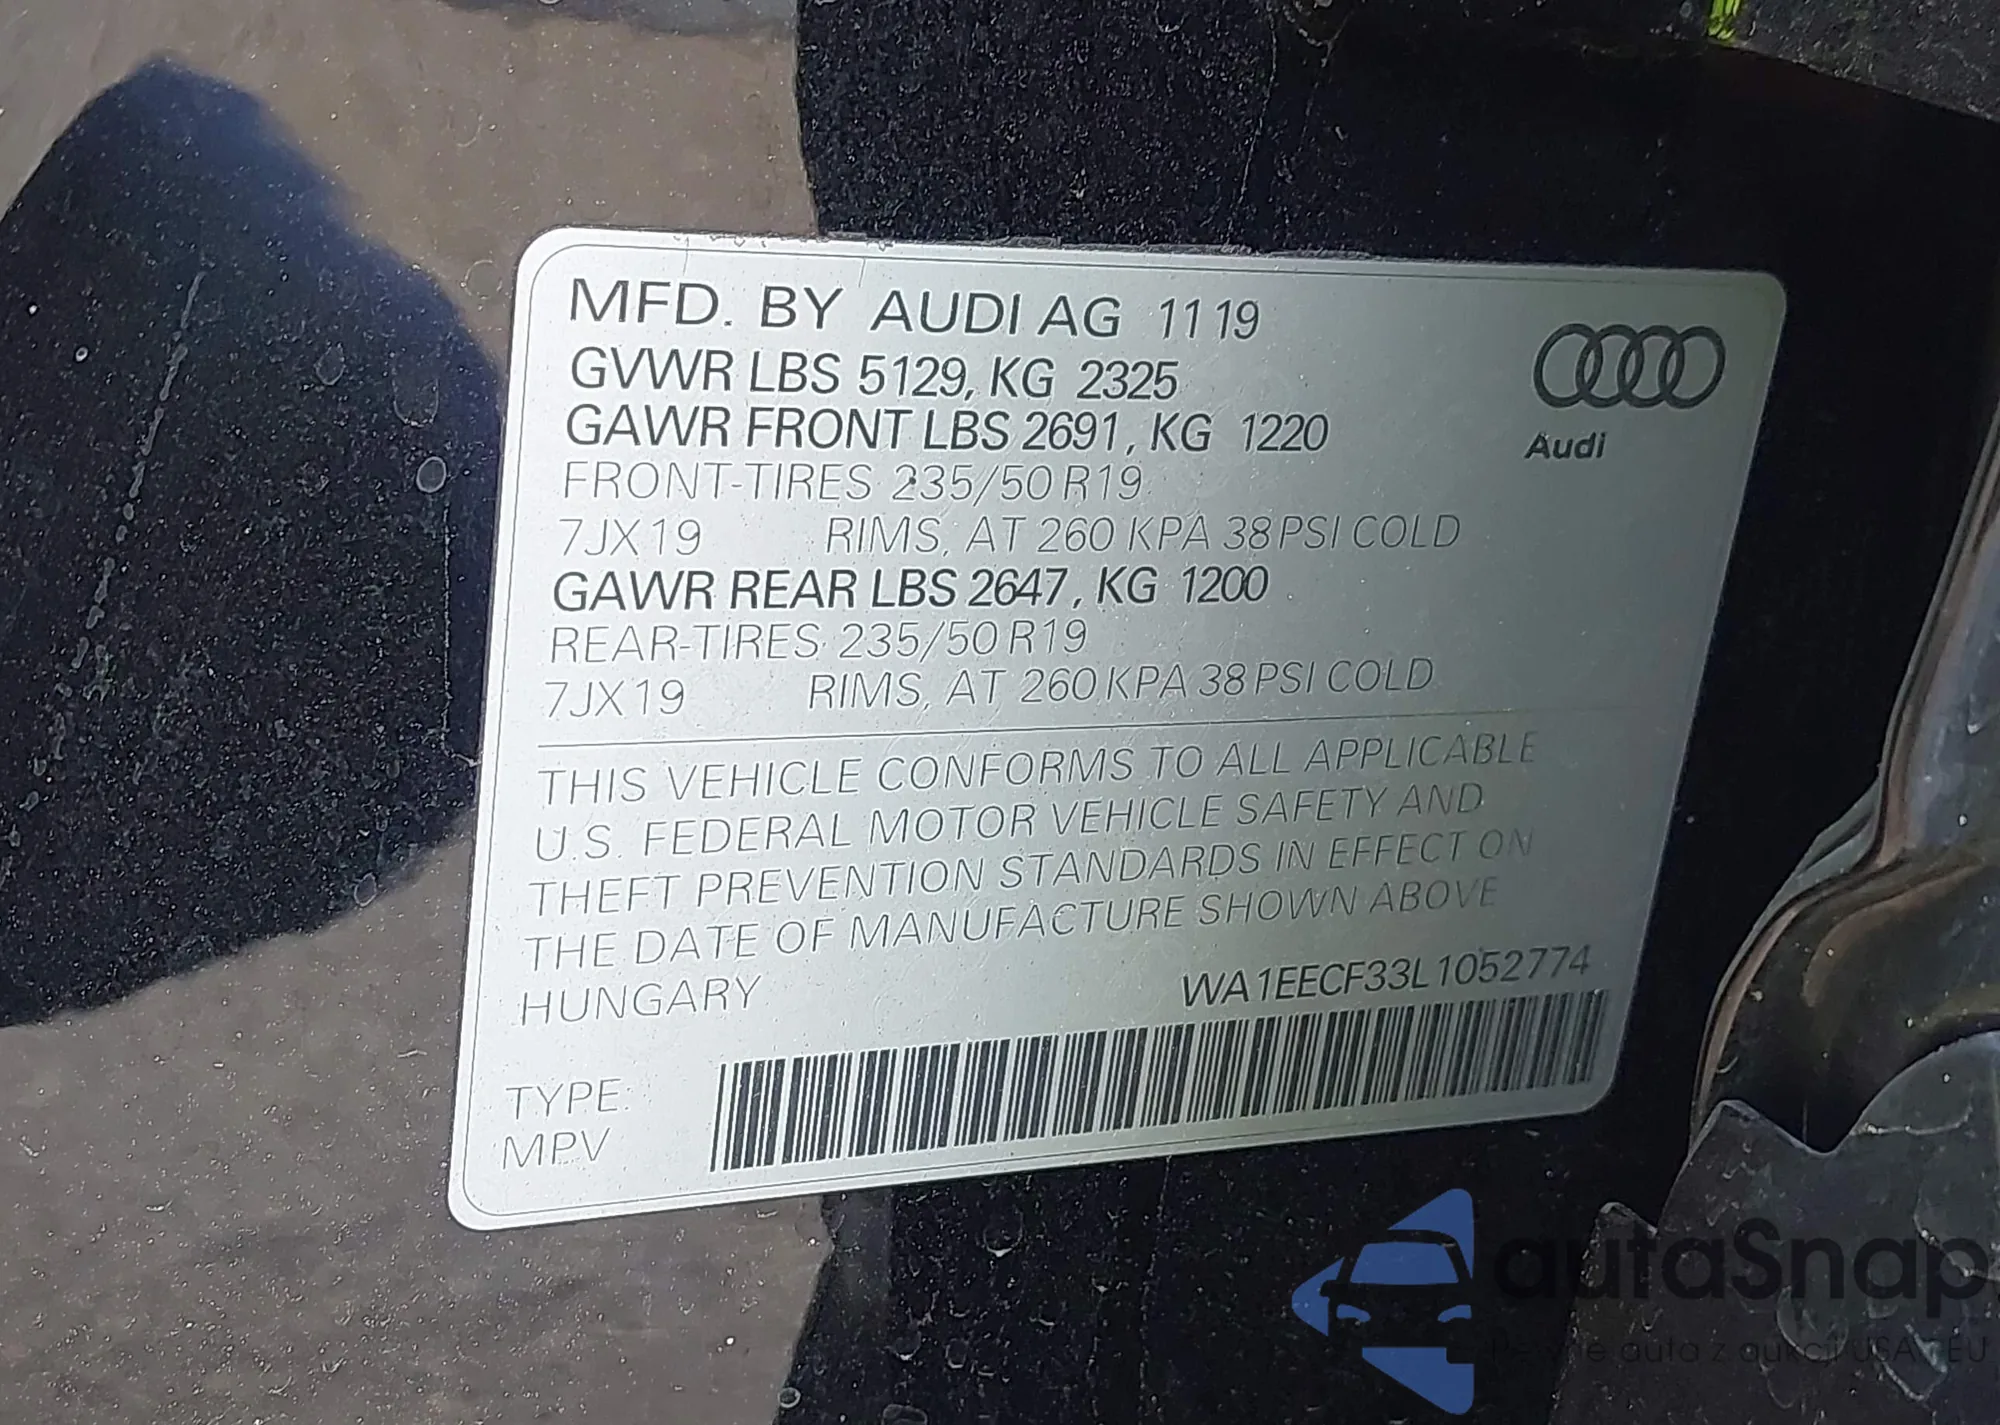 MFD. BY AUDI AG 11 19
GVWR LBS 5129, KG 2325
GAWR FRONT LBS 2691, KG 1220
FRONT-TIRES 235/50 R19
7JX19 RIMS, AT 260 KPA 38 PSI COLD
GAWR REAR LBS 2647, KG 1200
REAR-TIRES 235/50 R19
7JX19 RIMS, AT 260 KPA 38 PSI COLD
Audi
THIS VEHICLE CONFORMS TO ALL APPLICABLE
U.S. FEDERAL MOTOR VEHICLE SAFETY AND
THEFT PREVENTION STANDARDS IN EFFECT ON
THE DATE OF MANUFACTURE SHOWN ABOVE
HUNGARY WA1EECF33L1052774
TYPE:
MPV
autaSnap
auta z aukcji USA